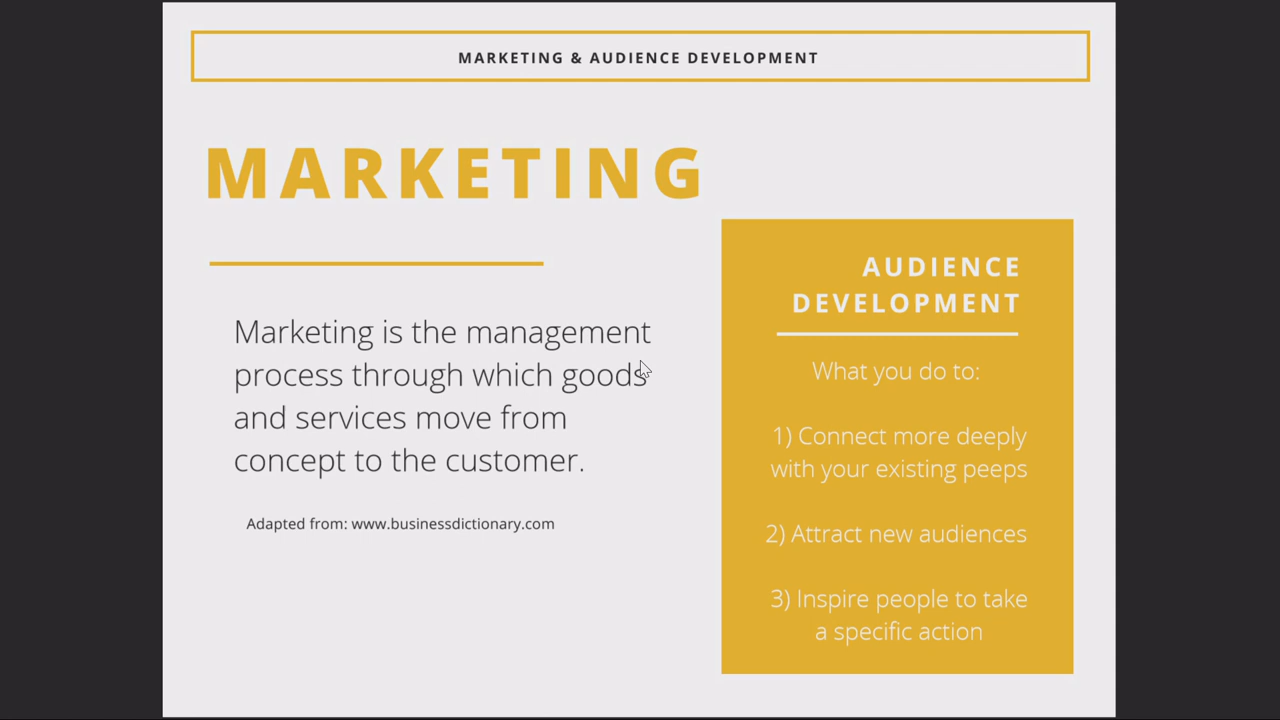 MARKETING & AUDIENCE DEVELOPMENT
MARKETING
Marketing is the management
process through which goods
and services move from
concept to the customer.
Adapted from: www.businessdictionary.com
AUDIENCE
DEVELOPMENT
What you do to:
1) Connect more deeply
with your existing peeps
2) Attract new audiences
3) Inspire people to take
a specific action